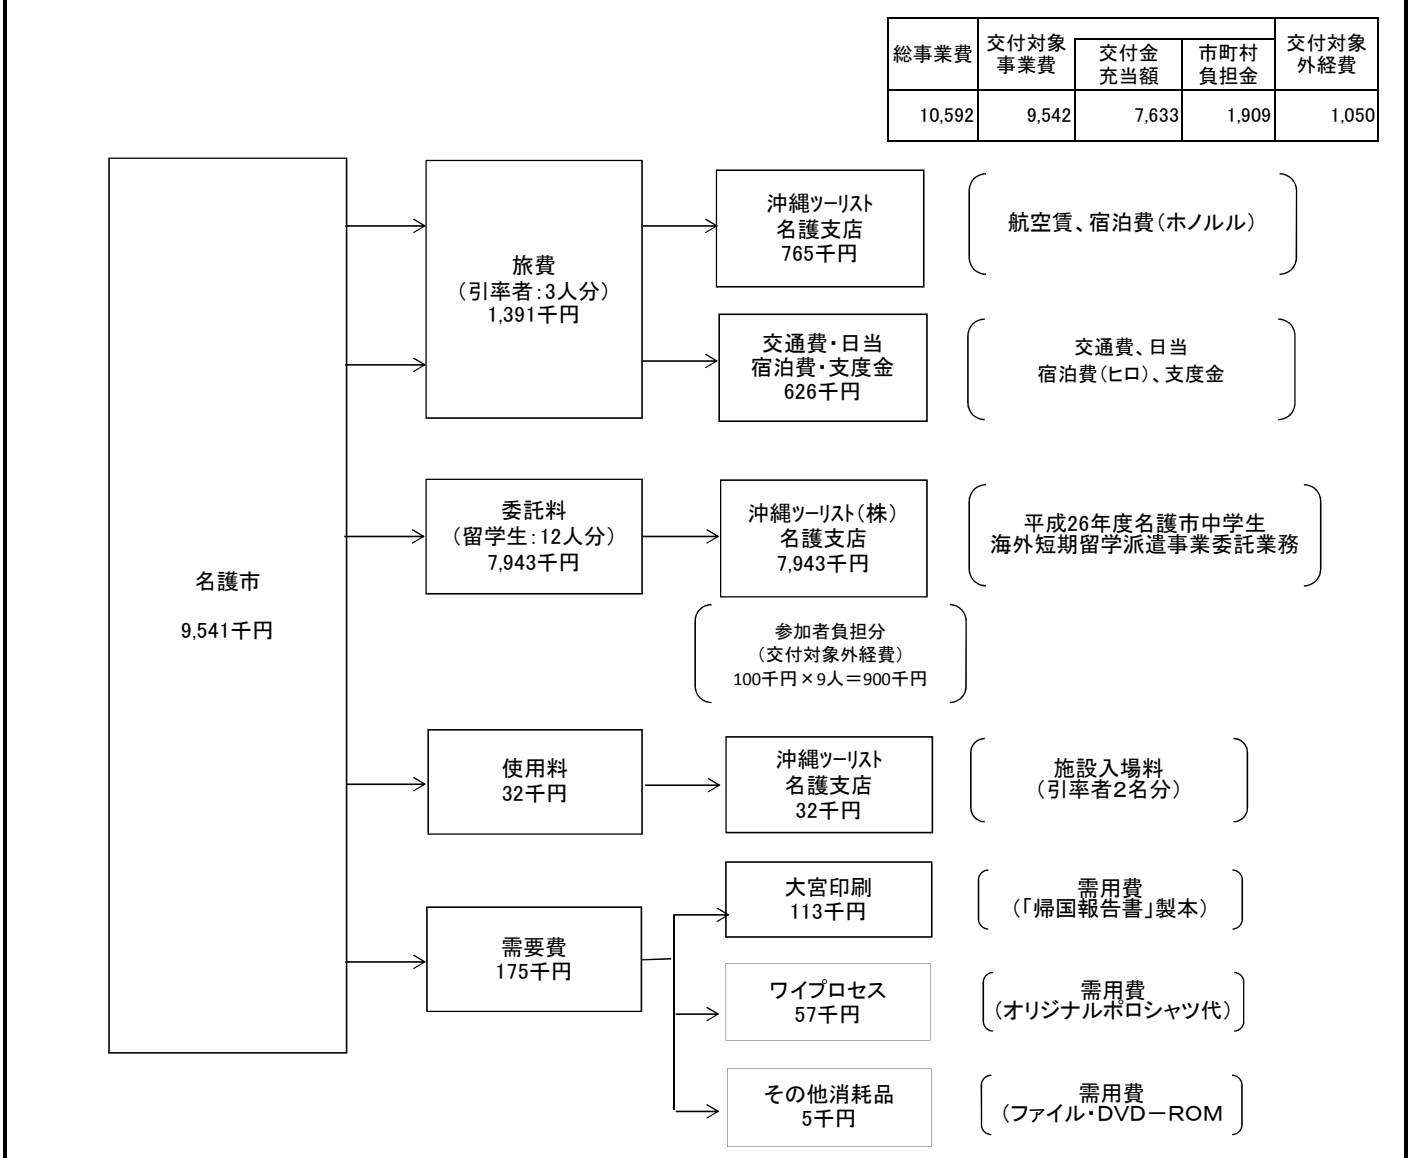 総事業費
交付対象
事業費
交付金
充当額
市町村
負担金
交付対象
外経費
10,592
9,542
7,633
1,909
1,050
名護市
9,541千円
旅費
（引率者：3人分）
1,391千円
沖縄ツーリスト
名護支店
765千円
航空賃、宿泊費（ホノルル）
交通費・日当
宿泊費・支度金
626千円
交通費、日当
宿泊費（ヒロ）、支度金
委託料
（留学生：12人分）
7,943千円
沖縄ツーリスト（株）
名護支店
7,943千円
平成26年度名護市中学生
海外短期留学派遣事業委託業務
参加者負担分
（交付対象外経費）
100千円×9人＝900千円
使用料
32千円
沖縄ツーリスト
名護支店
32千円
施設入場料
（引率者２名分）
需要費
175千円
大宮印刷
113千円
需用費
（「帰国報告書」製本）
ワイプロセス
57千円
需用費
（オリジナルポロシャツ代）
その他消耗品
5千円
需用費
（ファイル・ＤＶＤ－ＲＯＭ